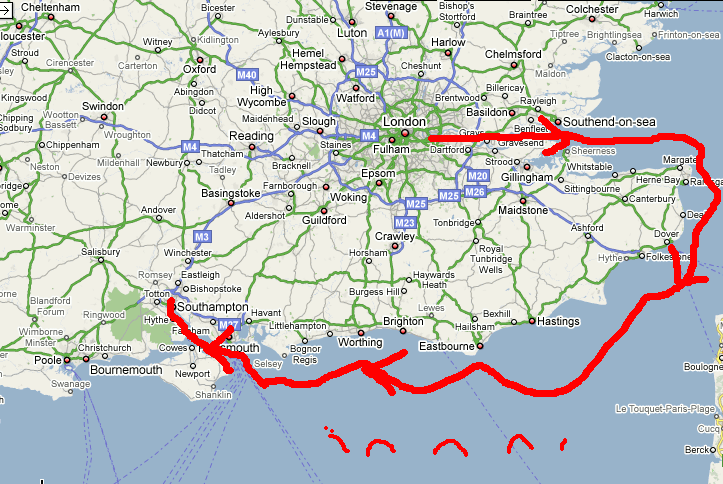 Cheltenham
Gloucester
Stroud
Cirencester
Kingswood
Chipping
Sodbury
Wootton
Bassett
Swindon
Wroughton
Chippenham
Neston
Devizes
Melksham
Warminster
Witney
Carterton
Bicester
Kidlington
Oxford
Abingdon
Didcot
Aylesbury
Dunstable
Luton
Stevenage
A1(M)
Bishop's
Stortford
Braintree
Colchester
Harwich
Tiptree
Brightlingsea
Frinton-on-sea
Clacton-on-sea
Hemel
Hempstead
Harlow
Chelmsford
Maldon
M40
M25
Cheshunt
High
Wycombe
Watford
Brentwood
Billericay
Rayleigh
Basildon
Southend-on-sea
Maidenhead
Slough
London
Benfleet
Reading
M4
Staines
Fulham
Dartford
Grays
Gravesend
Sheerness
M4
Thatcham
Bracknell
Epsom
Strood
Gillingham
Whitstable
Margate
Herne Bay
Marlborough
Newbury
Tadley
M20
M25
M26
Sittingbourne
Canterbury
Basingstoke
Farnborough
Woking
M25
Maidstone
Deal
Andover
Aldershot
Guildford
M23
Crawley
Tonbridge
Ashford
Dover
M3
Royal
Tunbridge
Wells
Hythe
Folkestone
Salisbury
Winchester
Horsham
Haywards
Heath
Romsey
Eastleigh
Bishopstoke
Burgess Hill
Totton
Southampton
Lewes
Bexhill
Hastings
Blandford
Forum
Ringwood
Hythe
Fareham
M27
Havant
Littlehampton
Brighton
Hailsham
Wimborne
Minster
Christchurch
Cowes
Portsmouth
Bognor
Regis
Worthing
Eastbourne
Poole
Bournemouth
Newport
Selsey
Swanage
Shanklin
Boulogne
Le Touquet-Paris-Plage
Cucq
Berck